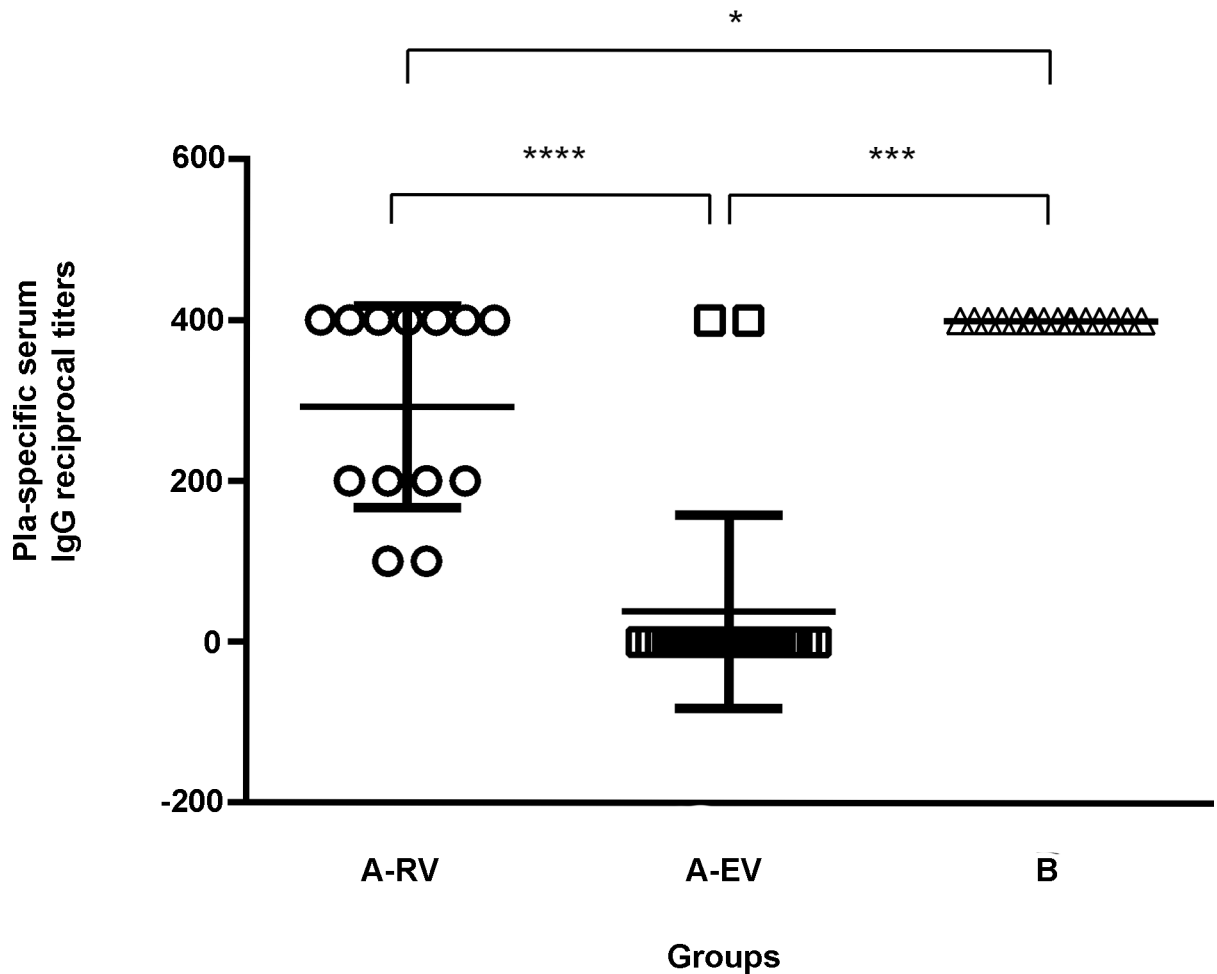 *
****
***
600
400
200
0
-200
Pla-specific serum
IgG reciprocal titers
A-RV
A-EV
B
Groups